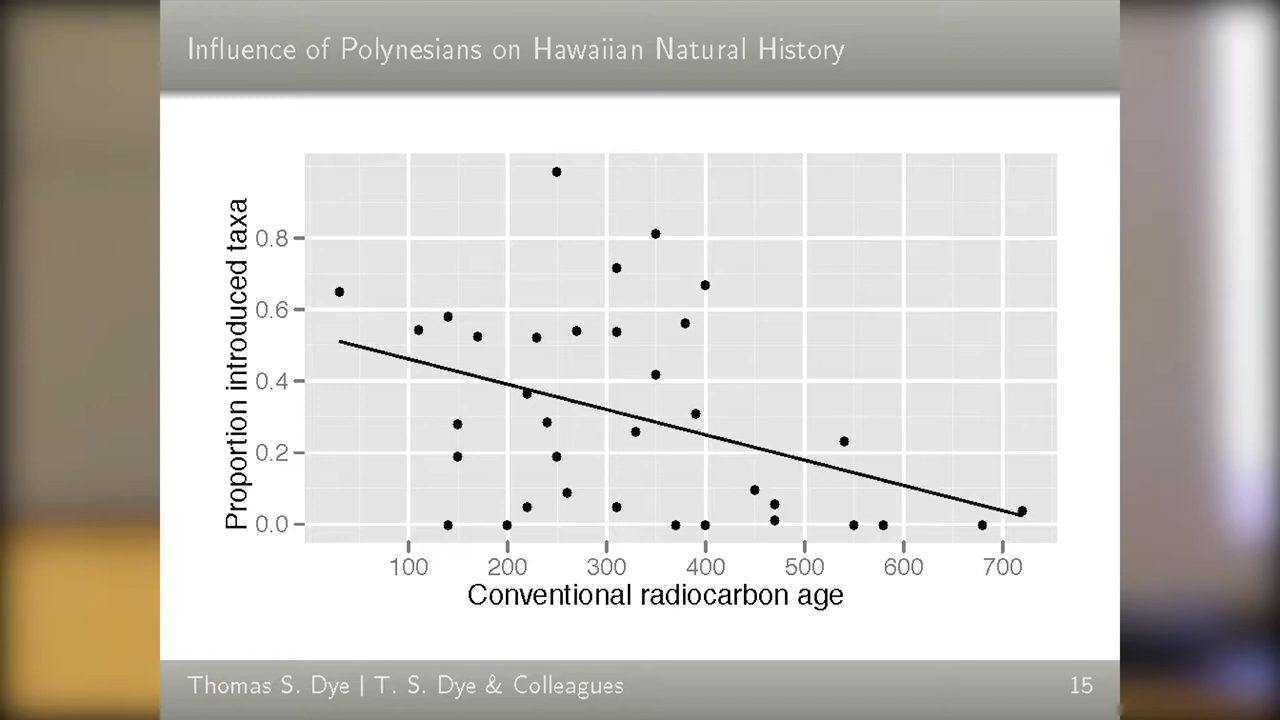 Influence of Polynesians on Hawaiian Natural History
Proportion introduced taxa
0.8
0.6
0.4
0.2
0.0
100 200 300 400 500 600 700
Conventional radiocarbon age
Thomas S. Dye | T. S. Dye & Colleagues 15